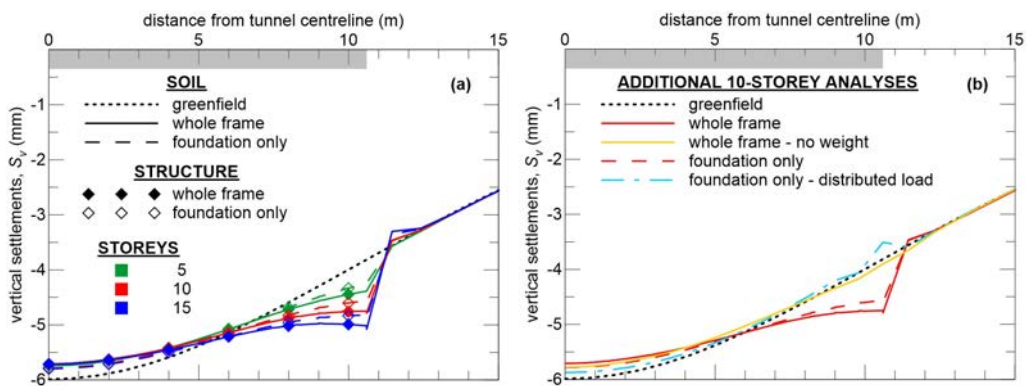 distance from tunnel centreline (m)
0 5 10 15
vertical settlements, Sv (mm)
-1
-2
-3
-4
-5
-6
(a)
SOIL
greenfield
whole frame
foundation only
STRUCTURE
whole frame
foundation only
STOREYS
5
10
15
distance from tunnel centreline (m)
0 5 10 15
vertical settlements, Sv (mm)
-1
-2
-3
-4
-5
-6
ADDITIONAL 10-STOREY ANALYSES (b)
greenfield
whole frame
whole frame - no weight
foundation only
foundation only - distributed load